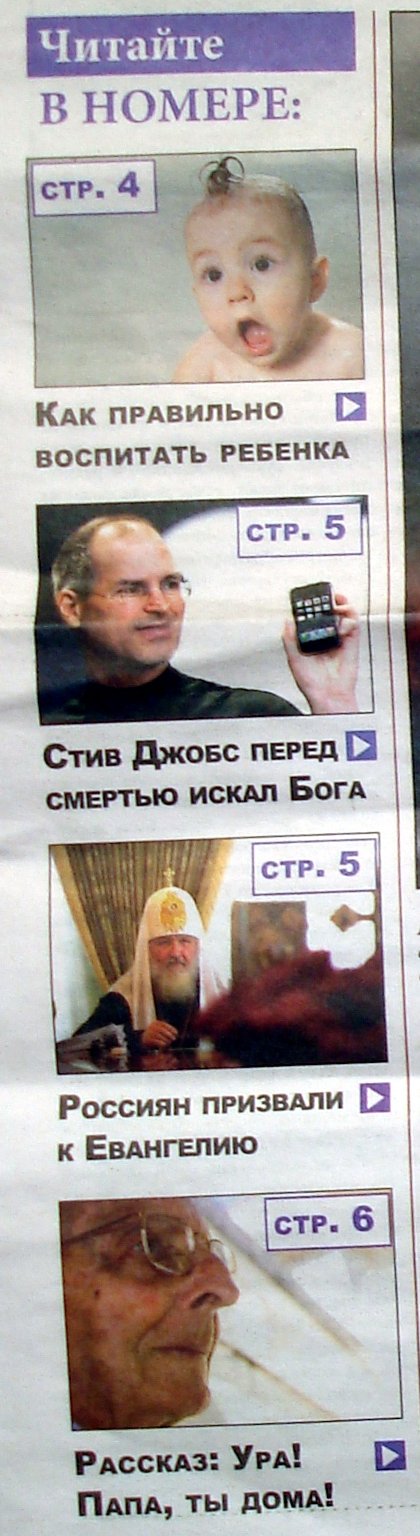 Читайте
В НОМЕРЕ:
СТР. 4
КАК ПРАВИЛЬНО
ВОСПИТАТЬ РЕБЕНКА
СТР. 5
СТИВ ДЖОБС ПЕРЕД
СМЕРТЬЮ ИСКАЛ БОГА
СТР. 5
РОССИЯН ПРИЗВАЛИ
К ЕВАНГЕЛИЮ
СТР. 6
РАССКАЗ: УРА!
ПАПА, ТЫ ДОМА!